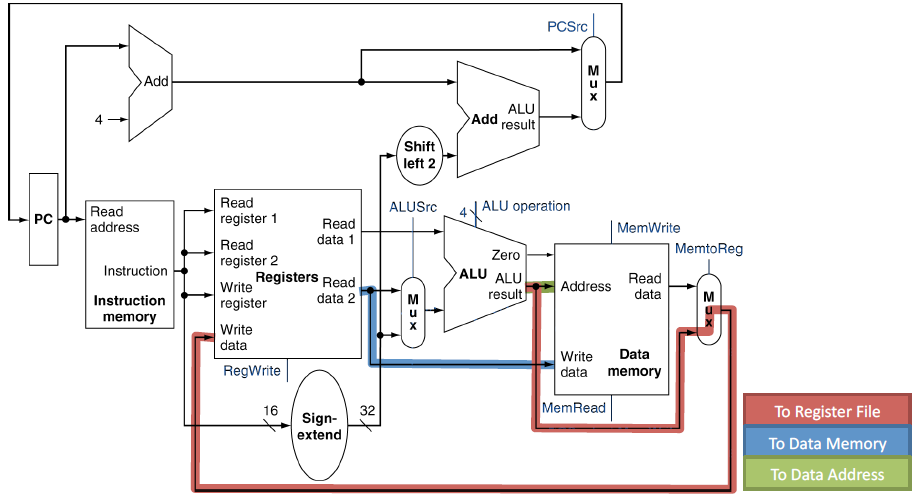 PCSrc
Add
4
M
u
x
Add
ALU
result
Shift
left 2
PC
Read
address
Instruction
Instruction
memory
Read
register 1
Read
register 2
Write
register
Write
data
Registers
Read
data 1
Read
data 2
RegWrite
16
Sign-
extend
32
ALUSrc
M
u
x
4
ALU operation
Zero
ALU
ALU
result
MemWrite
Address
Read
data
Write
data
Data
memory
MemRead
MemtoReg
M
u
x
To Register File
To Data Memory
To Data Address